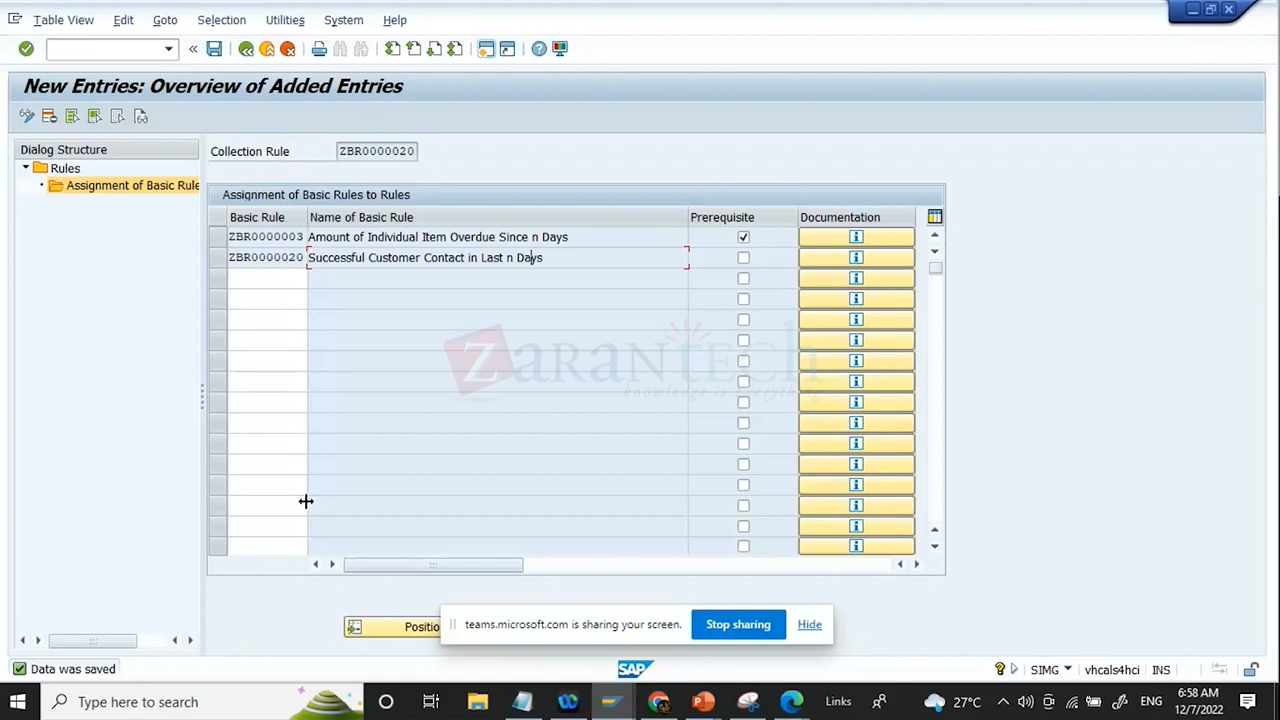 Table View Edit Goto Selection Utilities System Help
New Entries: Overview of Added Entries
Dialog Structure
Rules
Assignment of Basic Rule
Collection Rule ZBR0000020
Assignment of Basic Rules to Rules
Basic Rule Name of Basic Rule Prerequisite Documentation
ZBR0000003 Amount of Individual Item Overdue Since n Days
ZBR0000020 Successful Customer Contact in Last n Days
zarantech
knowledge is everything
Positio
teams.microsoft.com is sharing your screen. Stop sharing Hide
Data was saved
SAP
SIMG vhcals4hci INS
Type here to search
Links
27°C
ENG
6:58 AM
12/7/2022